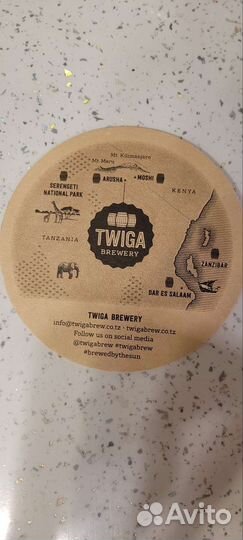 Mt. Kilimanjaro
Mt. Meru
ARUSHA
MOSHI
SERENGETI
NATIONAL PARK
KENYA
TWIGA
BREWERY
TANZANIA
ZANZIBAR
DAR ES SALAAM
TWIGA BREWERY
info@twigabrew.co.tz · twigabrew.co.tz
Follow us on social media
@twigabrew #twigabrew
#brewedbythesun
Avito